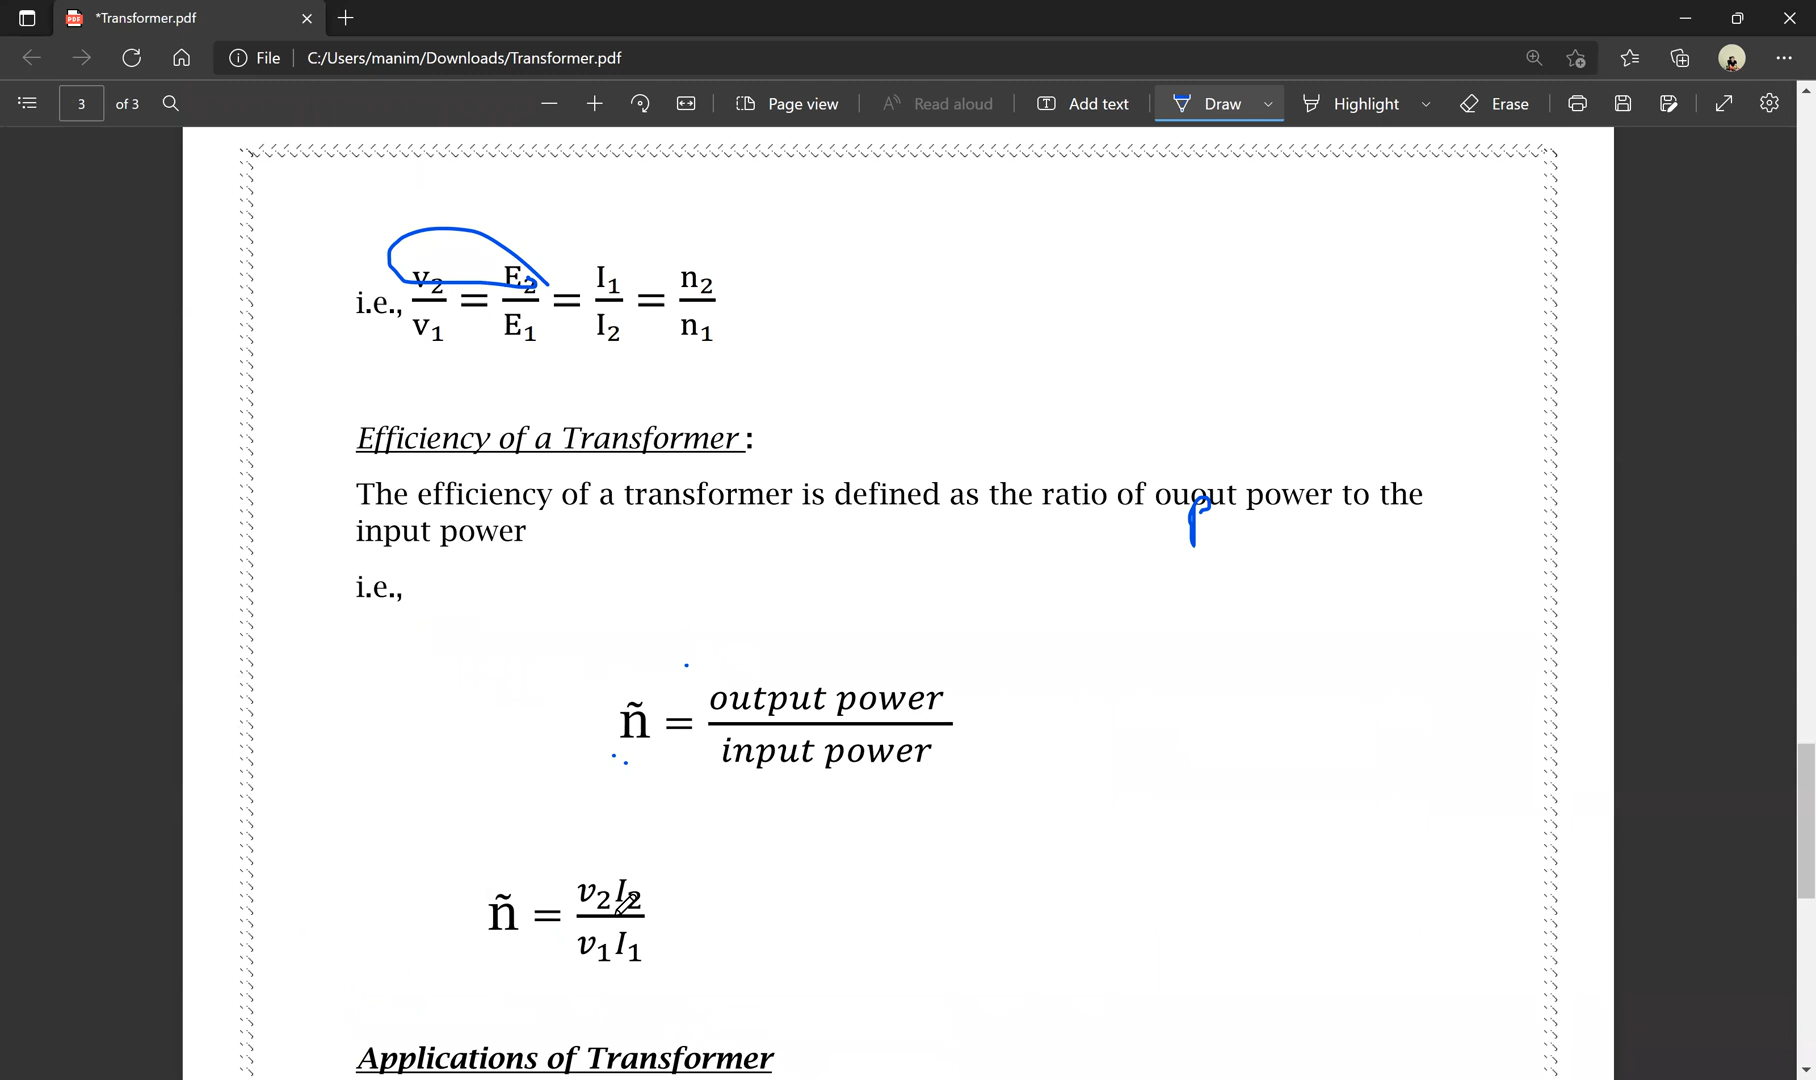 *Transformer.pdf
File C:/Users/manim/Downloads/Transformer.pdf
3 of 3 Page view Read aloud Add text Draw Highlight Erase
i.e., v₂/v₁ = E₂/E₁ = I₁/I₂ = n₂/n₁
Efficiency of a Transformer :
The efficiency of a transformer is defined as the ratio of ouout power to the
input power
i.e.,
ñ = output power / input power
ñ = v₂I₂ / v₁I₁
Applications of Transformer